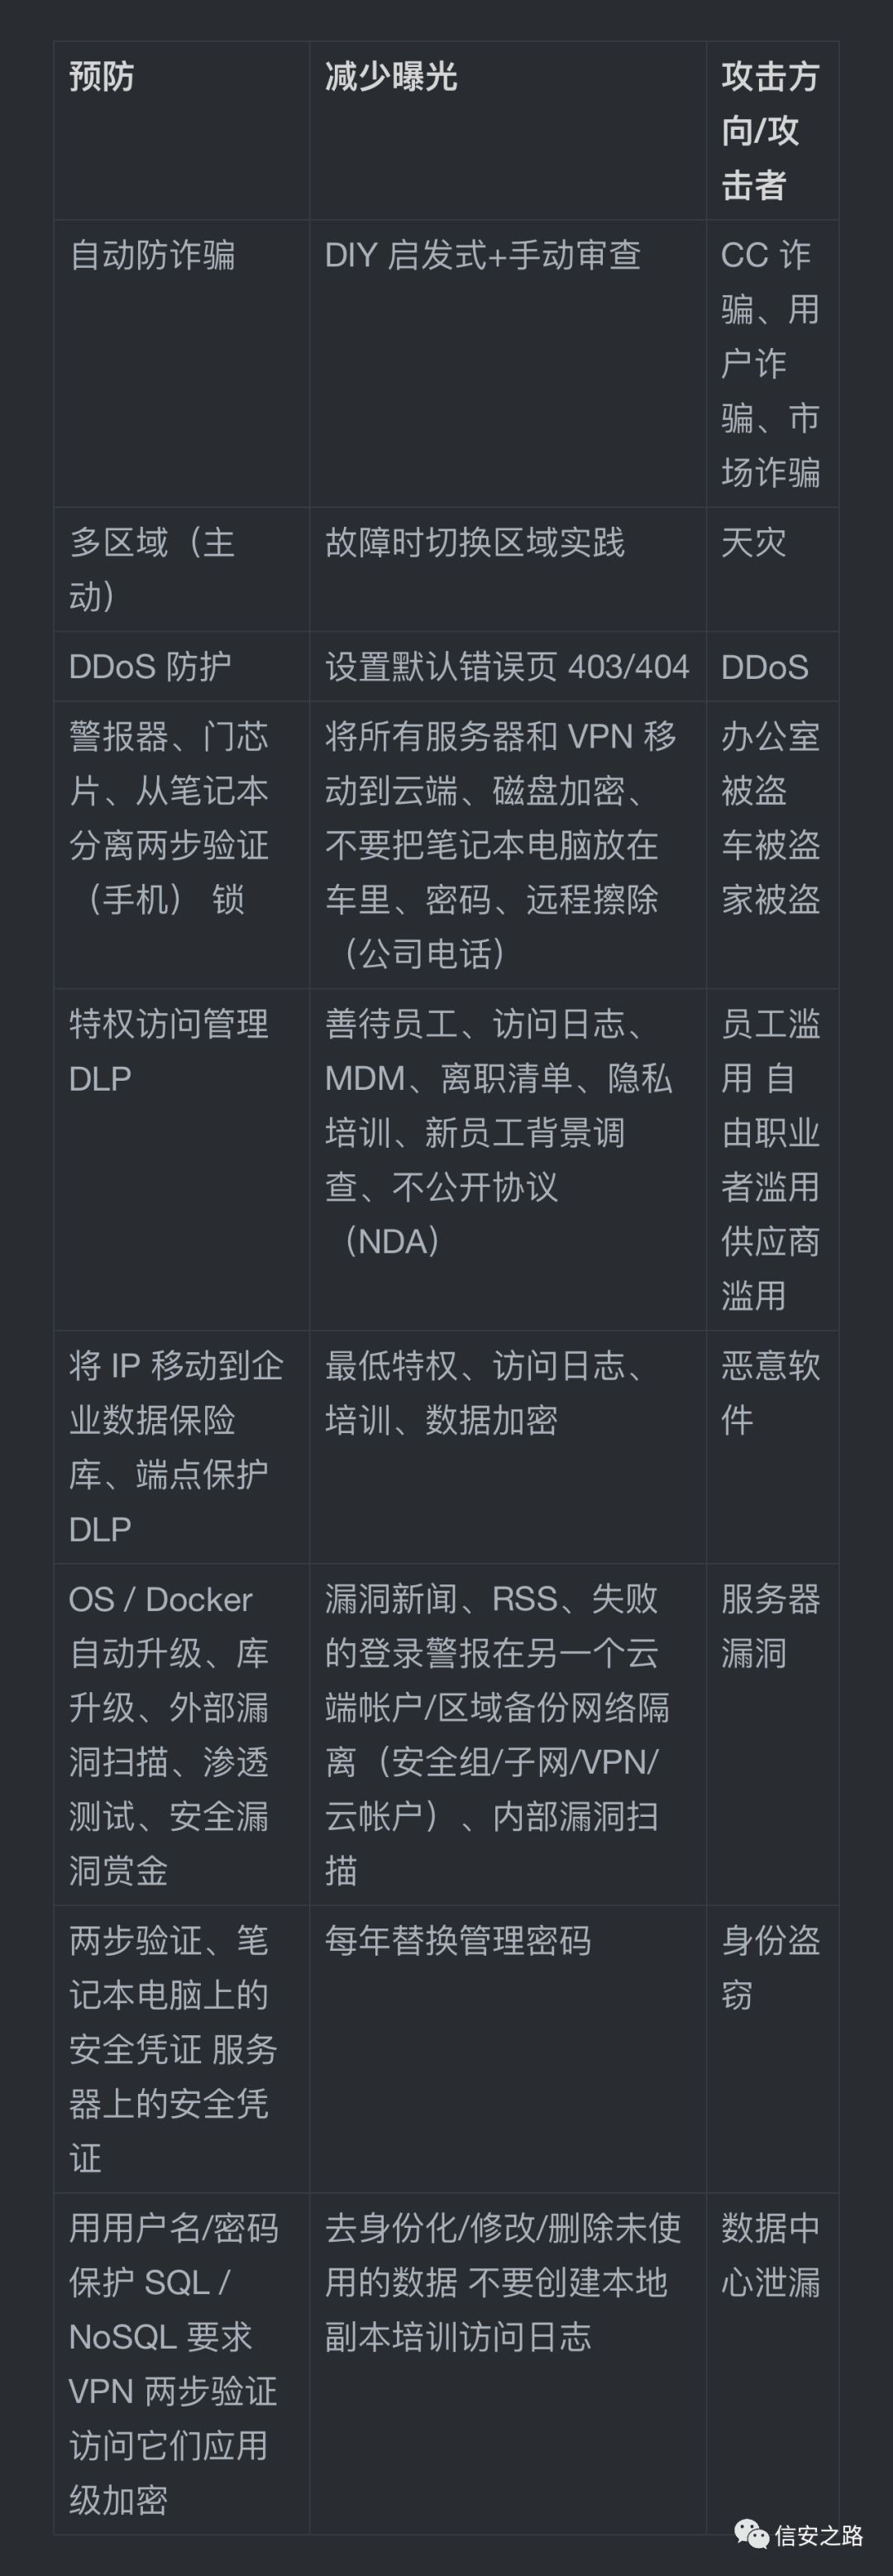 预防
减少曝光
攻击方
向/攻
击者
自动防诈骗
DIY 启发式+手动审查
CC 诈
骗、用
户诈
骗、市
场诈骗
多区域（主
动）
故障时切换区域实践
天灾
DDoS 防护
设置默认错误页 403/404
DDoS
警报器、门芯
片、从笔记本
分离两步验证
（手机） 锁
将所有服务器和 VPN 移
动到云端、磁盘加密、
不要把笔记本电脑放在
车里、密码、远程擦除
（公司电话）
办公室
被盗
车被盗
家被盗
特权访问管理
DLP
善待员工、访问日志、
MDM、离职清单、隐私
培训、新员工背景调
查、不公开协议
（NDA）
员工滥
用 自
由职业
者滥用
供应商
滥用
将 IP 移动到企
业数据保险
库、端点保护
DLP
最低特权、访问日志、
培训、数据加密
恶意软
件
OS / Docker
自动升级、库
升级、外部漏
洞扫描、渗透
测试、安全漏
洞赏金
漏洞新闻、RSS、失败
的登录警报在另一个云
端帐户/区域备份网络隔
离（安全组/子网/VPN/
云帐户）、内部漏洞扫
描
服务器
漏洞
两步验证、笔
记本电脑上的
安全凭证 服务
器上的安全凭
证
每年替换管理密码
身份盗
窃
用用户名/密码
保护 SQL /
NoSQL 要求
VPN 两步验证
访问它们应用
级加密
去身份化/修改/删除未使
用的数据 不要创建本地
副本培训访问日志
数据中
心泄漏
信安之路